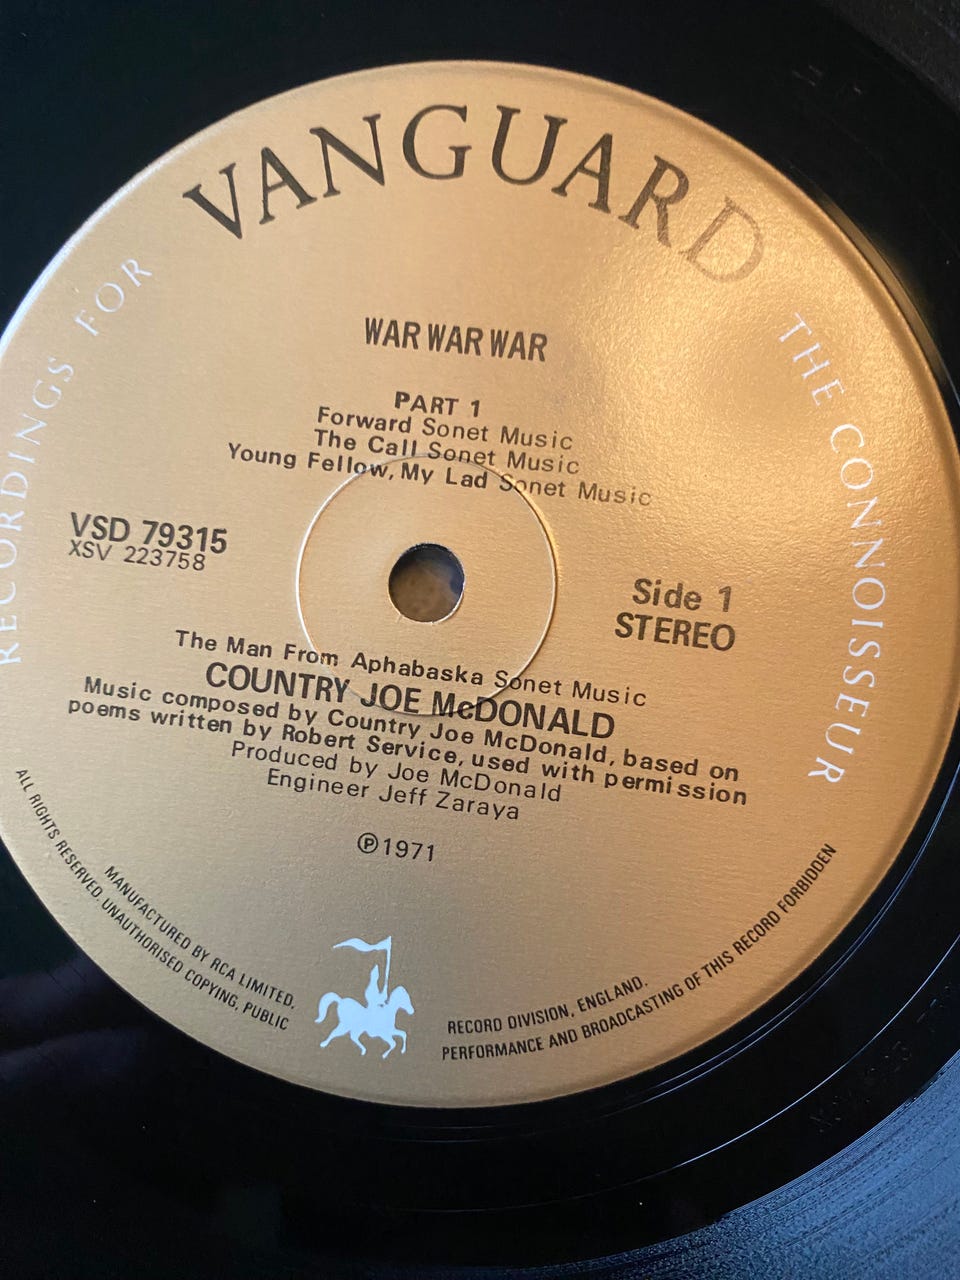 VANGUARD
RECORDINGS FOR
THE CONNOISSEUR
WAR WAR WAR
PART 1
Forward Sonet Music
The Call Sonet Music
Young Fellow, My Lad Sonet Music
VSD 79315
XSV 223758
Side 1
STEREO
The Man From Aphabaska Sonet Music
COUNTRY JOE McDONALD
Music composed by Country Joe McDonald, based on
poems written by Robert Service, used with permission
Produced by Joe McDonald
Engineer Jeff Zaraya
Ⓟ1971
MANUFACTURED BY RCA LIMITED,
RECORD DIVISION, ENGLAND.
ALL RIGHTS RESERVED. UNAUTHORISED COPYING, PUBLIC
PERFORMANCE AND BROADCASTING OF THIS RECORD FORBIDDEN